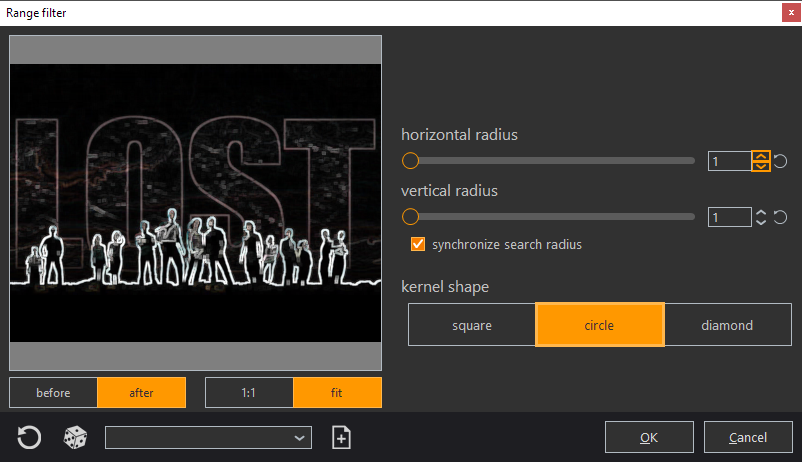 Range filter
x
LOST
horizontal radius
1
vertical radius
1
synchronize search radius
kernel shape
square circle diamond
before after 1:1 fit
OK Cancel